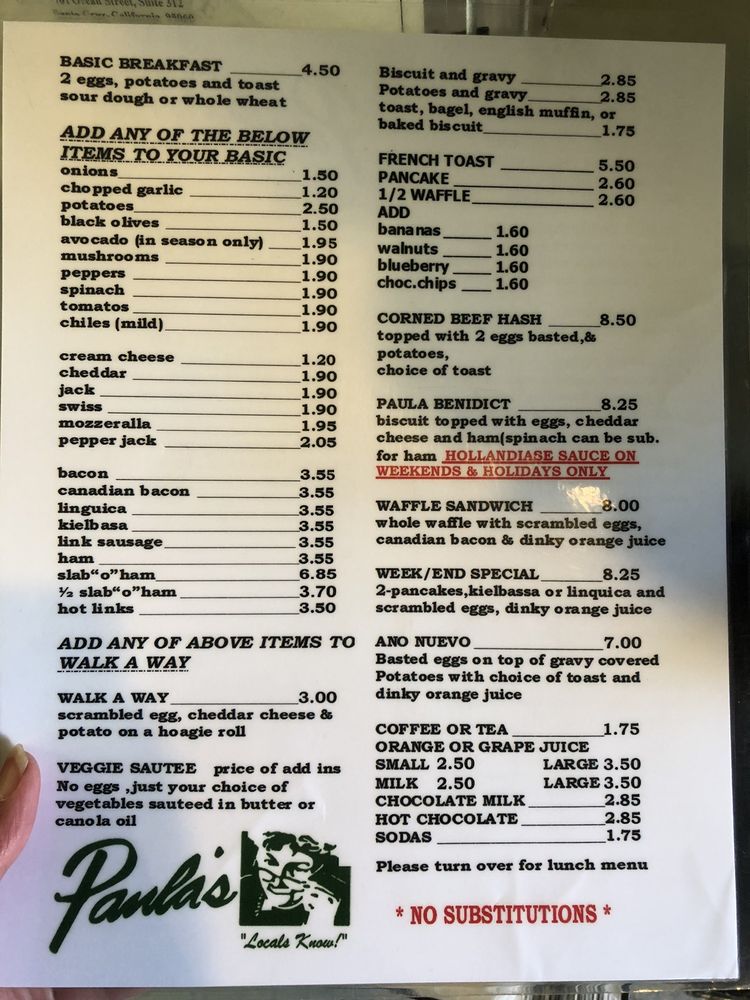 701 Ocean Street, Suite 312
Santa Cruz, California 95060
BASIC BREAKFAST 4.50
2 eggs, potatoes and toast
sour dough or whole wheat
ADD ANY OF THE BELOW
ITEMS TO YOUR BASIC
onions 1.50
chopped garlic 1.20
potatoes 2.50
black olives 1.50
avocado (in season only) 1.95
mushrooms 1.90
peppers 1.90
spinach 1.90
tomatos 1.90
chiles (mild) 1.90
cream cheese 1.20
cheddar 1.90
jack 1.90
swiss 1.90
mozzeralla 1.95
pepper jack 2.05
bacon 3.55
canadian bacon 3.55
linguica 3.55
kielbasa 3.55
link sausage 3.55
ham 3.55
slab“o”ham 6.85
½ slab“o”ham 3.70
hot links 3.50
ADD ANY OF ABOVE ITEMS TO
WALK A WAY
WALK A WAY 3.00
scrambled egg, cheddar cheese &
potato on a hoagie roll
VEGGIE SAUTEE price of add ins
No eggs ,just your choice of
vegetables sauteed in butter or
canola oil
Paula's
"Locals Know!"
Biscuit and gravy 2.85
Potatoes and gravy 2.85
toast, bagel, english muffin, or
baked biscuit 1.75
FRENCH TOAST 5.50
PANCAKE 2.60
1/2 WAFFLE 2.60
ADD
bananas 1.60
walnuts 1.60
blueberry 1.60
choc.chips 1.60
CORNED BEEF HASH 8.50
topped with 2 eggs basted,&
potatoes,
choice of toast
PAULA BENIDICT 8.25
biscuit topped with eggs, cheddar
cheese and ham(spinach can be sub.
for ham HOLLANDIASE SAUCE ON
WEEKENDS & HOLIDAYS ONLY
WAFFLE SANDWICH 8.00
whole waffle with scrambled eggs,
canadian bacon & dinky orange juice
WEEK/END SPECIAL 8.25
2-pancakes,kielbassa or linquica and
scrambled eggs, dinky orange juice
ANO NUEVO 7.00
Basted eggs on top of gravy covered
Potatoes with choice of toast and
dinky orange juice
COFFEE OR TEA 1.75
ORANGE OR GRAPE JUICE
SMALL 2.50 LARGE 3.50
MILK 2.50 LARGE 3.50
CHOCOLATE MILK 2.85
HOT CHOCOLATE 2.85
SODAS 1.75
Please turn over for lunch menu
* NO SUBSTITUTIONS *